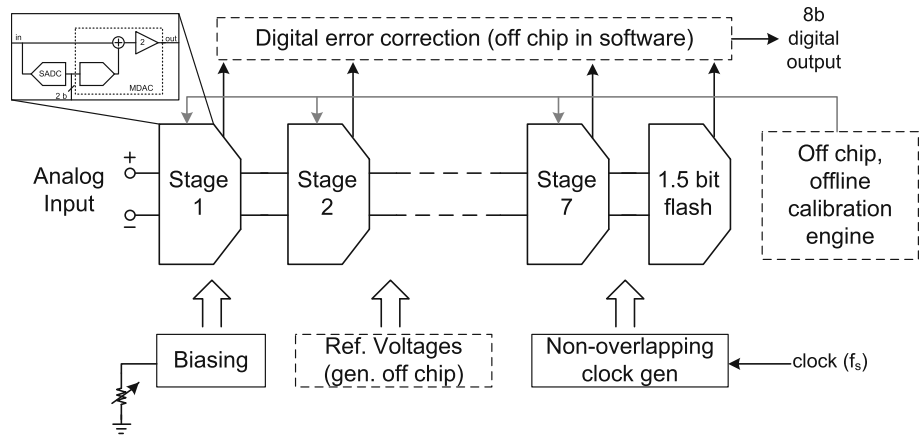 in
2
out
SADC
MDAC
2 b
Digital error correction (off chip in software)
8b
digital
output
Analog
Input
+
−
Stage
1
Stage
2
Stage
7
1.5 bit
flash
Off chip,
offline
calibration
engine
Biasing
Ref. Voltages
(gen. off chip)
Non-overlapping
clock gen
clock (fs)